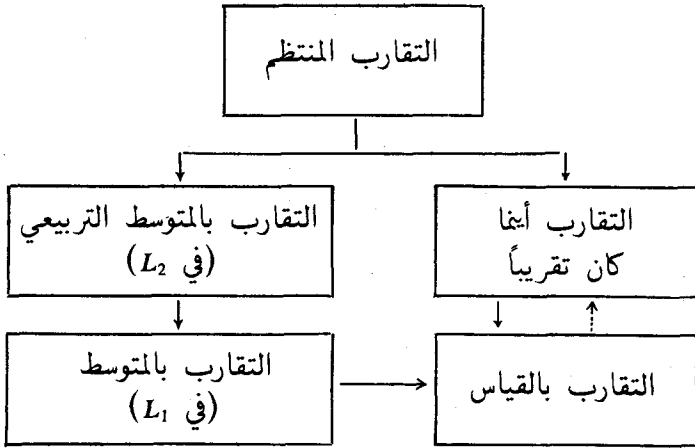 التقارب المنتظم
التقارب بالمتوسط التربيعي
(في L₂)
التقارب أينما
كان تقريباً
التقارب بالمتوسط
(في L₁)
التقارب بالقياس